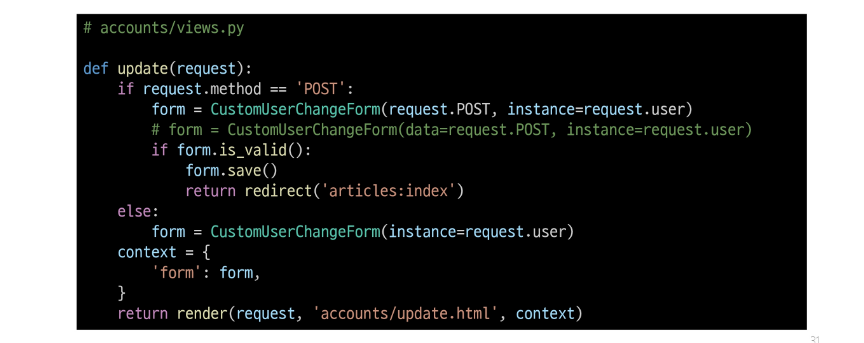 # accounts/views.py

def update(request):
    if request.method == 'POST':
        form = CustomUserChangeForm(request.POST, instance=request.user)
        # form = CustomUserChangeForm(data=request.POST, instance=request.user)
        if form.is_valid():
            form.save()
            return redirect('articles:index')
    else:
        form = CustomUserChangeForm(instance=request.user)
    context = {
        'form': form,
    }
    return render(request, 'accounts/update.html', context)